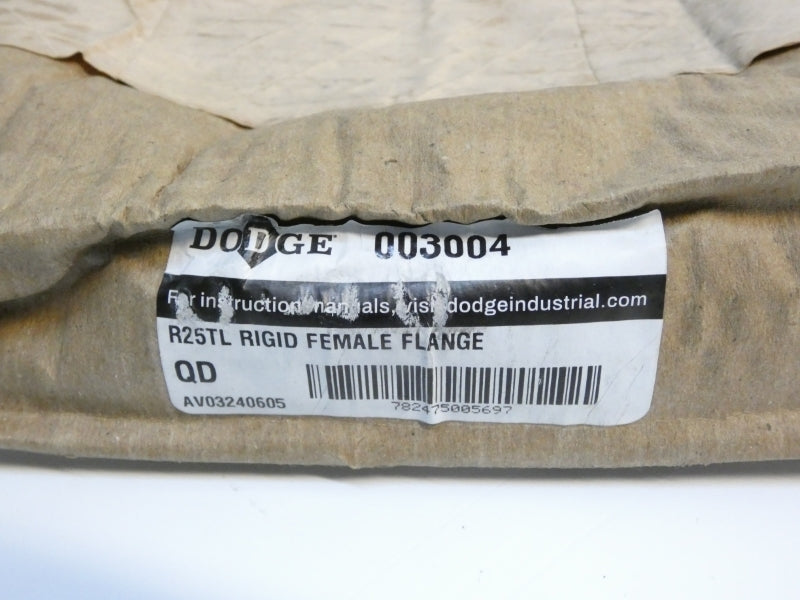 DODGE 003004
For instruction manuals, visit dodgeindustrial.com
R25TL RIGID FEMALE FLANGE
QD
AV03240605
782475005697